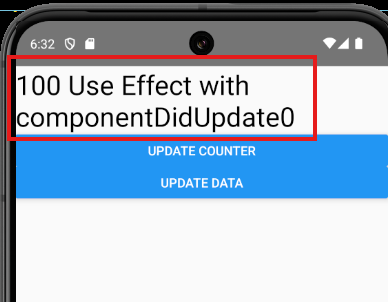 6:32
100 Use Effect with
componentDidUpdate0
UPDATE COUNTER
UPDATE DATA